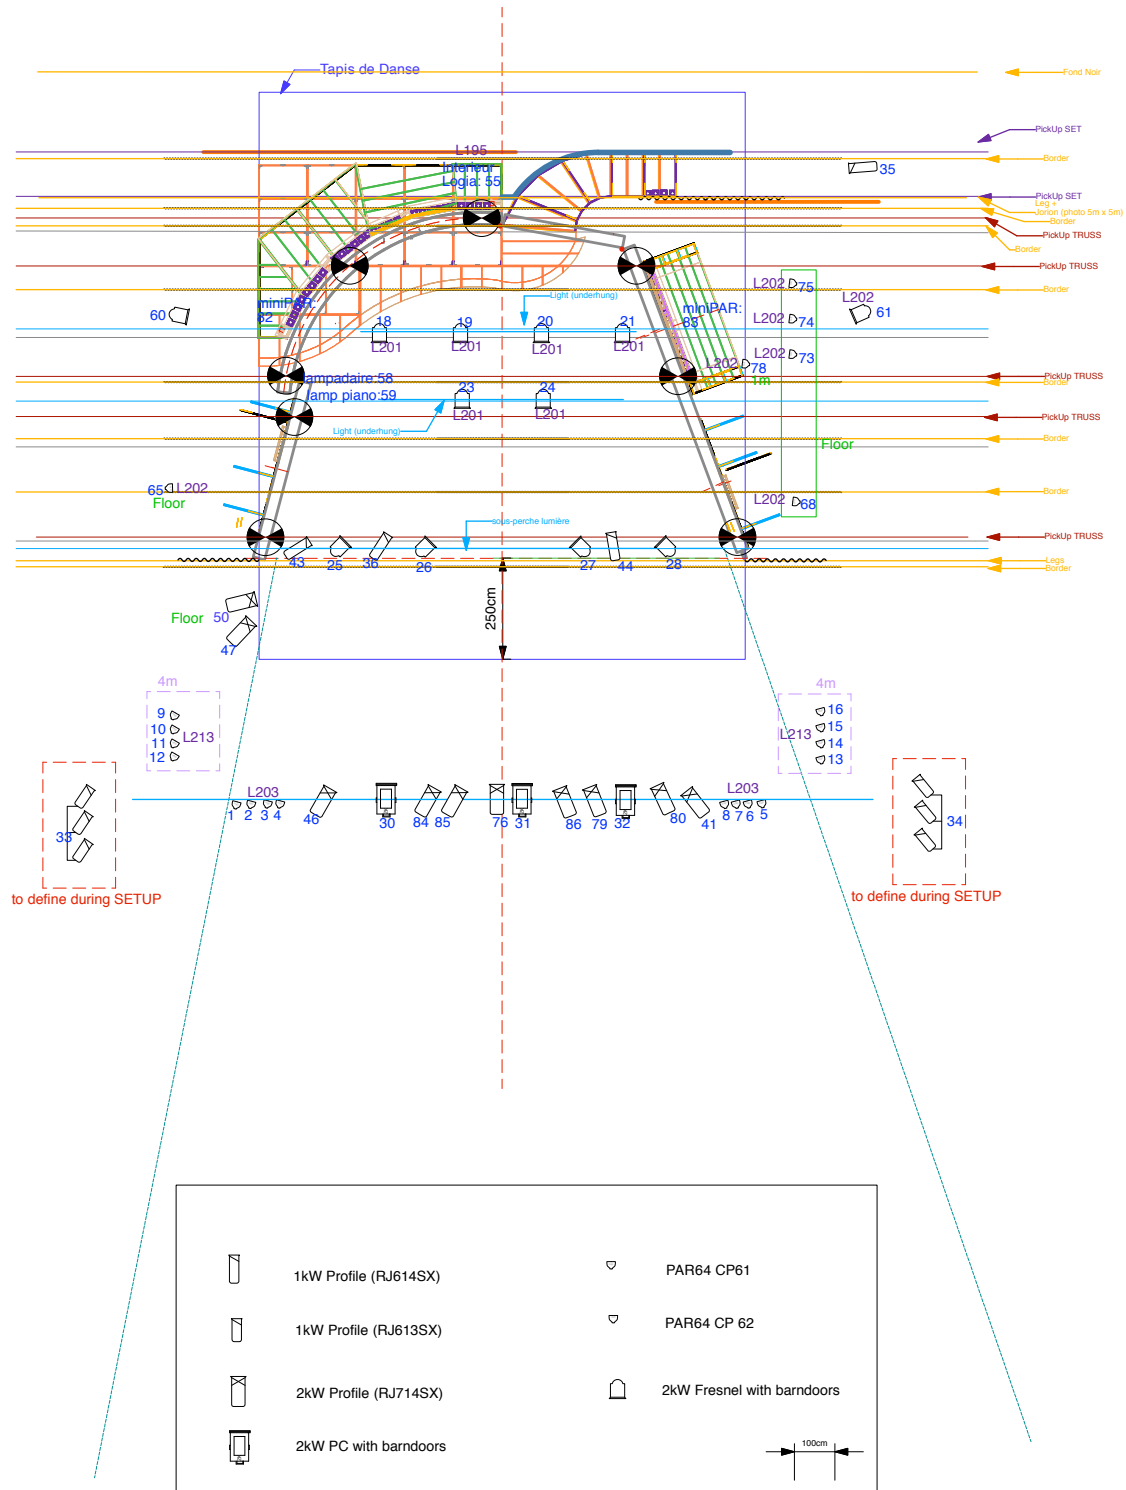 Tapis de Danse
Fond Noir
PickUp SET
L195
Border
Interieur
Logia: 55
35
PickUp SET
Leg +
Jorion (photo 5m x 5m)
Border
PickUp TRUSS
Border
PickUp TRUSS
L202 75
Border
Light (underhung)
L202
miniPAR:
82
miniPAR:
83
60
61
18
19
20
21
L202 74
L201
L201
L201
L201
L202 73
L202
78
lampadaire:58
PickUp TRUSS
1m
Border
23
24
lamp piano:59
L201
L201
PickUp TRUSS
Light (underhung)
Border
Floor
65 L202
Border
Floor
L202 68
sous-perche lumière
PickUp TRUSS
43
25
36
26
27
44
28
Legs
Border
250cm
Floor 50
47
4m
4m
9
10
11
12
L213
16
15
14
13
L213
L203
L203
1
2
3
4
46
30
84
85
76
31
86
79
32
80
41
8
7
6
5
33
34
to define during SETUP
to define during SETUP
1kW Profile (RJ614SX)
PAR64 CP61
1kW Profile (RJ613SX)
PAR64 CP 62
2kW Profile (RJ714SX)
2kW Fresnel with barndoors
2kW PC with barndoors
100cm